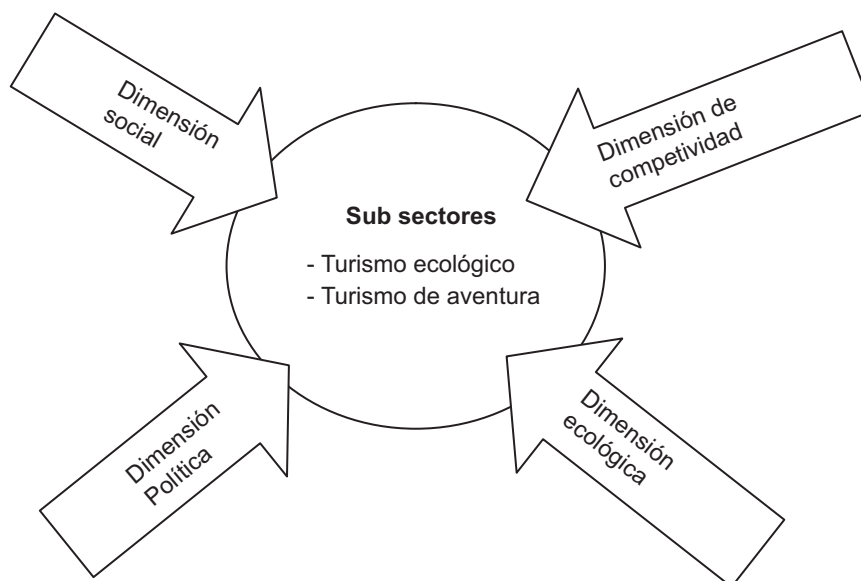 Dimensión
social
Dimensión de
competividad
Sub sectores
- Turismo ecológico
- Turismo de aventura
Dimensión
Política
Dimensión
ecológica